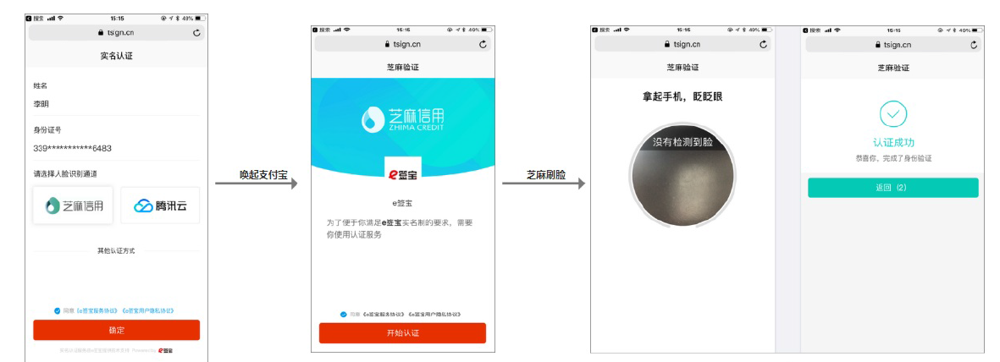 搜索 15:15 49%
tsign.cn
实名认证
姓名
李明
身份证号
339***********6483
请选择人脸识别通道
芝麻信用 腾讯云
其他认证方式
同意《e签宝服务协议》《e签宝用户隐私协议》
确定
e签宝
唤起支付宝
搜索 15:15 49%
tsign.cn
芝麻验证
芝麻信用
ZHIMA CREDIT
e签宝
e签宝
为了便于你满足e签宝实名制的要求，需要
你使用认证服务
同意《e签宝服务协议》《e签宝用户隐私协议》
开始认证
芝麻刷脸
搜索 15:15 49%
tsign.cn
芝麻验证
拿起手机，眨眨眼
没有检测到脸
搜索 15:15 49%
tsign.cn
芝麻验证
认证成功
恭喜你，完成了身份验证
返回（2）